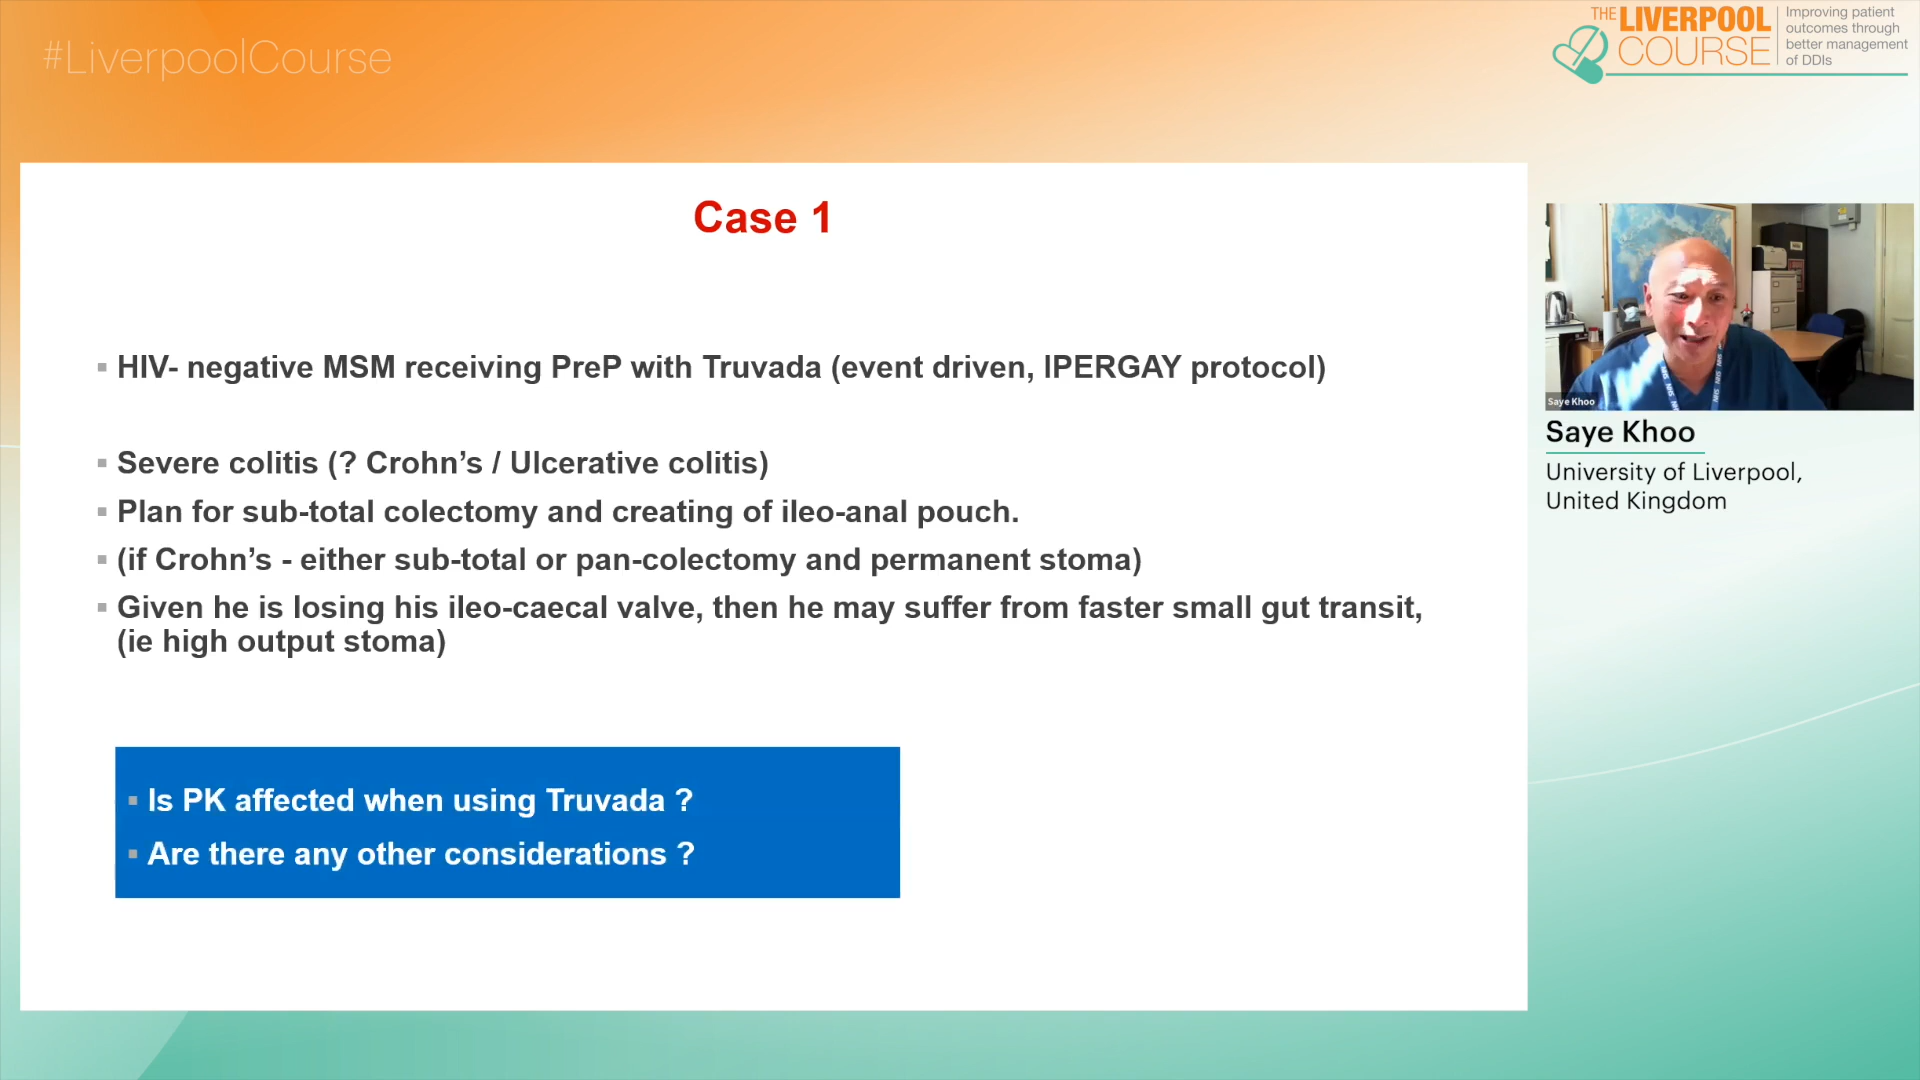 #LiverpoolCourse
THE LIVERPOOL
COURSE
Improving patient
outcomes through
better management
of DDIs
Case 1
HIV- negative MSM receiving PreP with Truvada (event driven, IPERGAY protocol)
Severe colitis (? Crohn’s / Ulcerative colitis)
Plan for sub-total colectomy and creating of ileo-anal pouch.
(if Crohn’s - either sub-total or pan-colectomy and permanent stoma)
Given he is losing his ileo-caecal valve, then he may suffer from faster small gut transit,
(ie high output stoma)
Is PK affected when using Truvada ?
Are there any other considerations ?
Saye Khoo
Saye Khoo
University of Liverpool,
United Kingdom